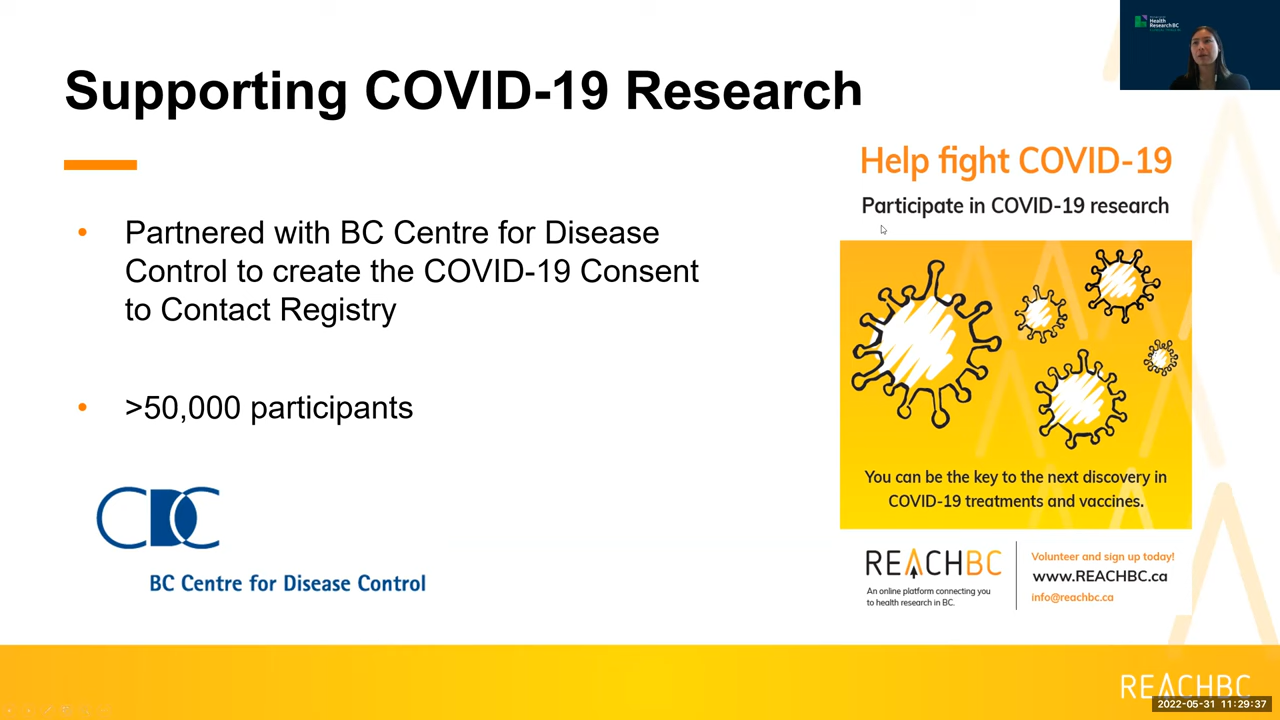 Supporting COVID-19 Research
• Partnered with BC Centre for Disease
Control to create the COVID-19 Consent
to Contact Registry
• >50,000 participants
CDC
BC Centre for Disease Control
Health
Research BC
Help fight COVID-19
Participate in COVID-19 research
You can be the key to the next discovery in
COVID-19 treatments and vaccines.
REACHBC
An online platform connecting you
to health research in BC.
Volunteer and sign up today!
www.REACHBC.ca
info@reachbc.ca
REACHBC
2022-05-31 11:29:37